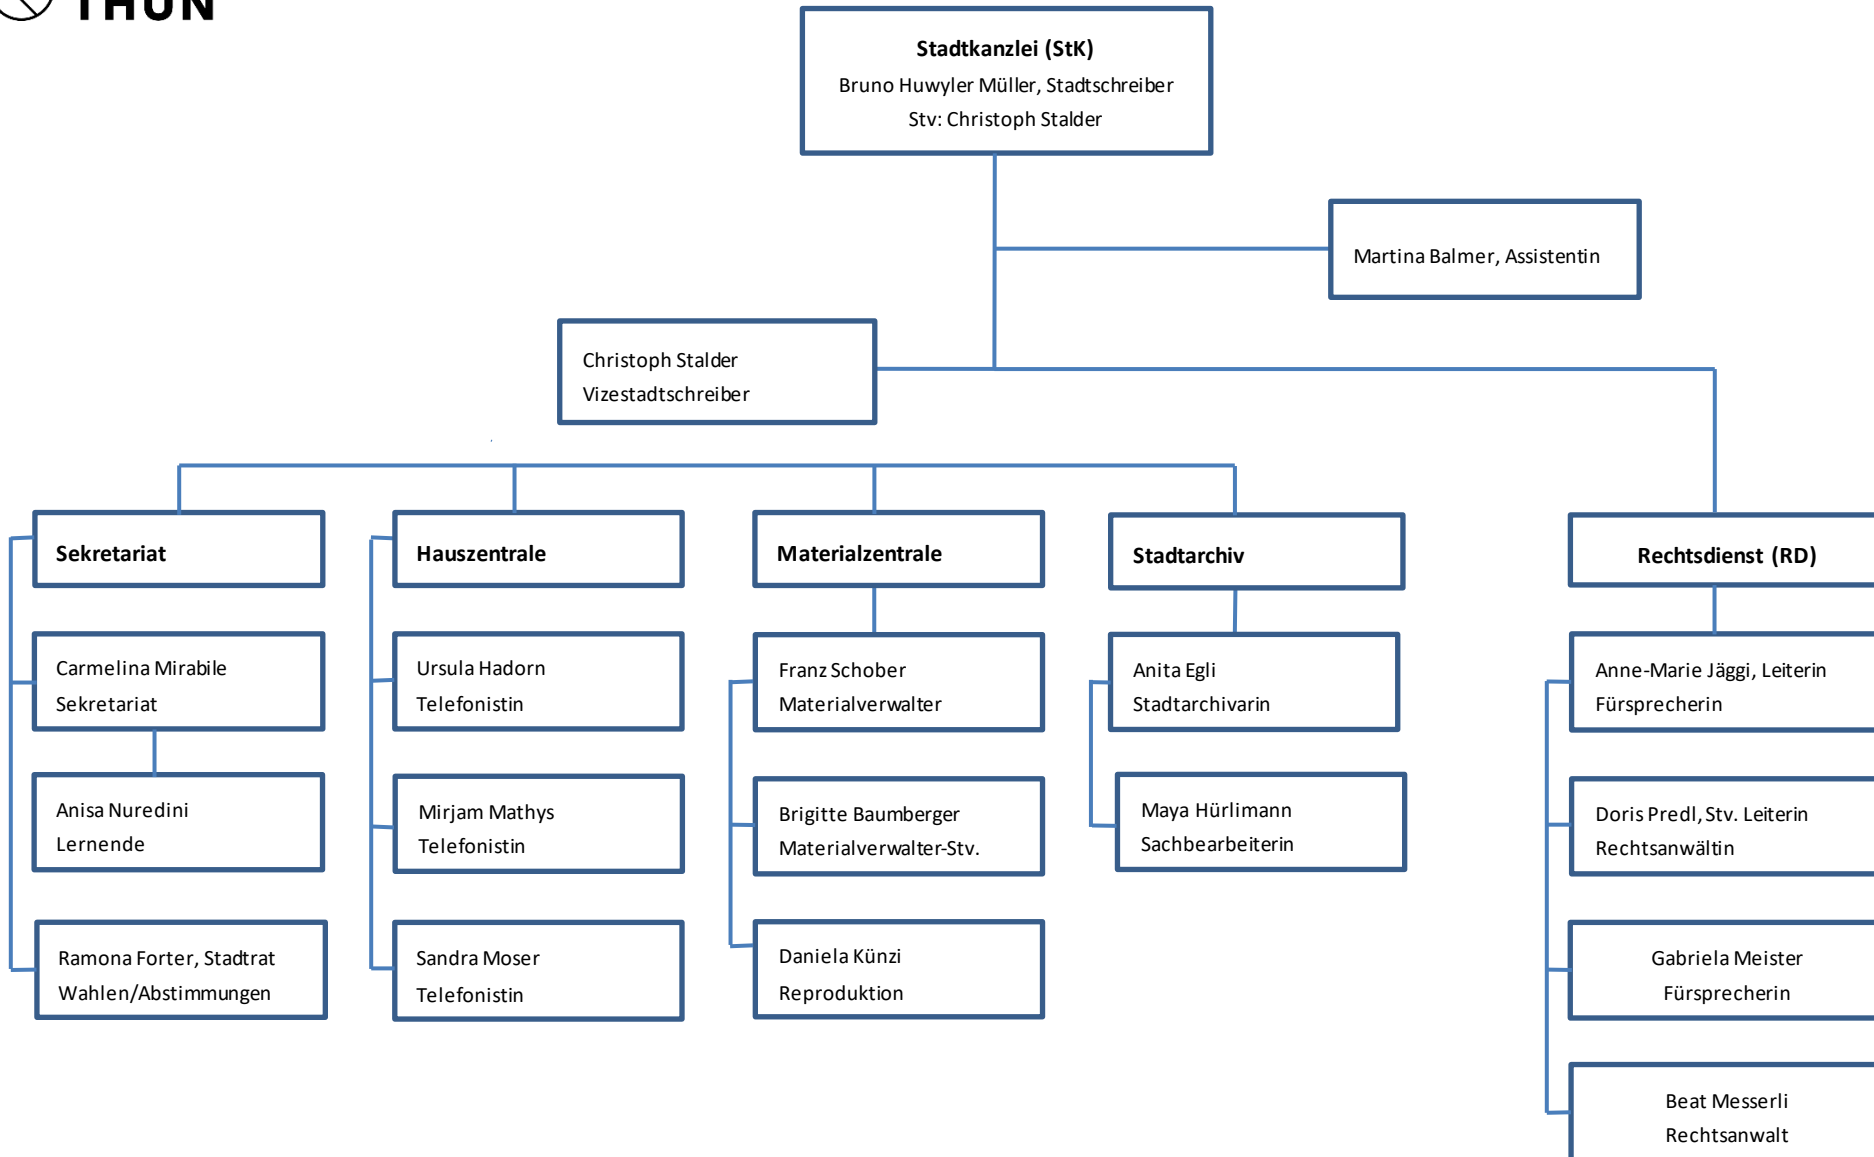 THUN
Stadtkanzlei (StK)
Bruno Huwyler Müller, Stadtschreiber
Stv: Christoph Stalder
Martina Balmer, Assistentin
Christoph Stalder
Vizestadtschreiber
Sekretariat
Carmelina Mirabile
Sekretariat
Anisa Nuredini
Lernende
Ramona Forter, Stadtrat
Wahlen/Abstimmungen
Hauszentrale
Ursula Hadorn
Telefonistin
Mirjam Mathys
Telefonistin
Sandra Moser
Telefonistin
Materialzentrale
Franz Schober
Materialverwalter
Brigitte Baumberger
Materialverwalter-Stv.
Daniela Künzi
Reproduktion
Stadtarchiv
Anita Egli
Stadtarchivarin
Maya Hürlimann
Sachbearbeiterin
Rechtsdienst (RD)
Anne-Marie Jäggi, Leiterin
Fürsprecherin
Doris Predl, Stv. Leiterin
Rechtsanwältin
Gabriela Meister
Fürsprecherin
Beat Messerli
Rechtsanwalt